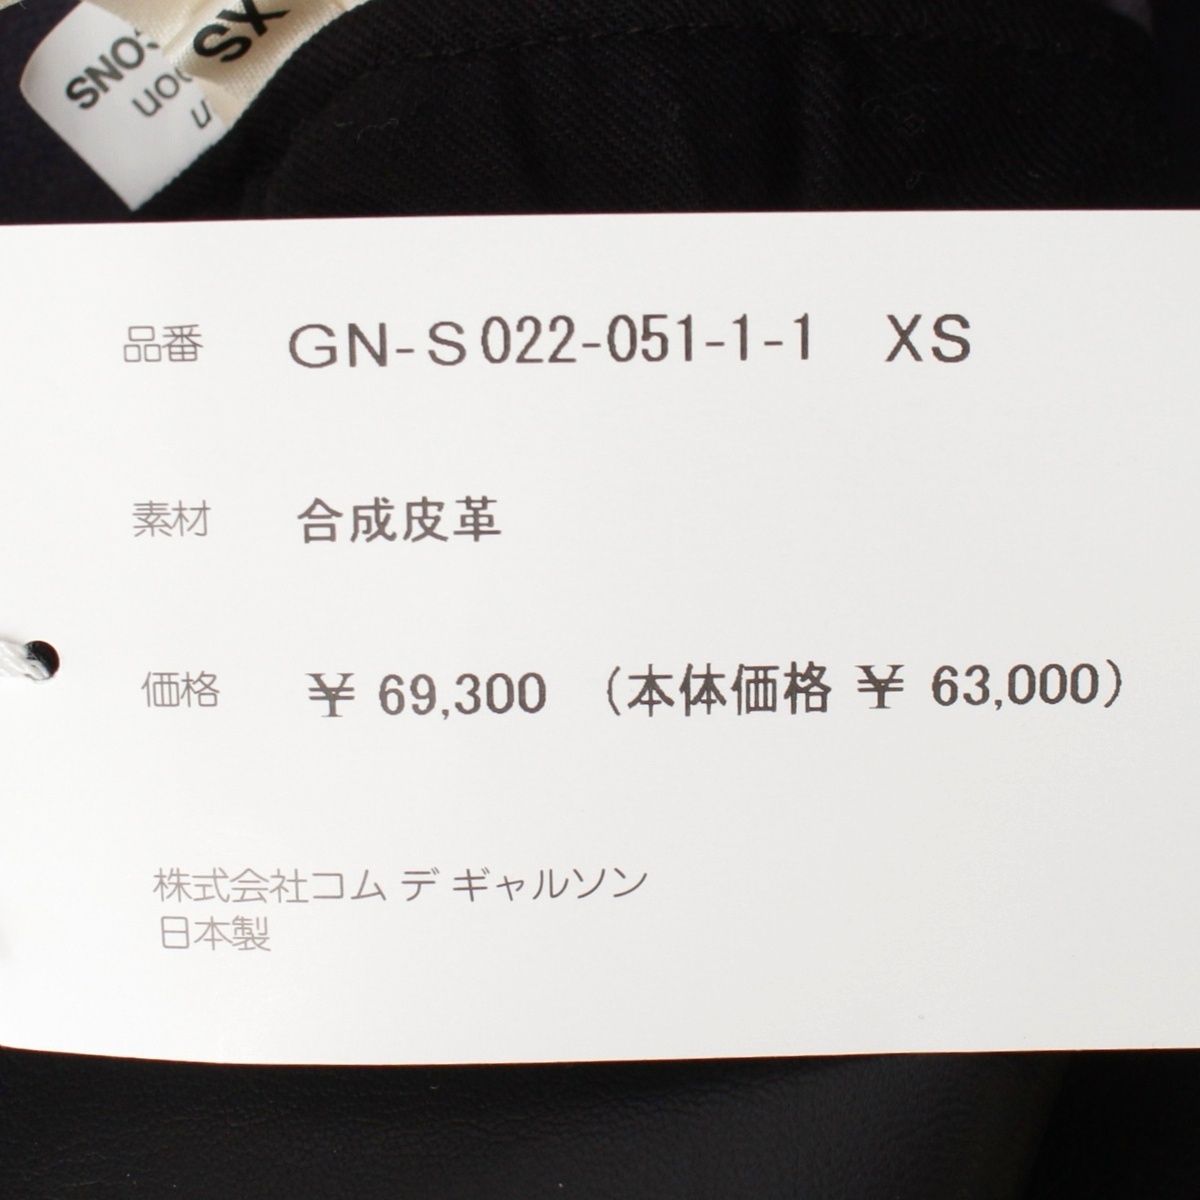 XS
品番 GN-S022-051-1-1 XS
素材 合成皮革
価格 ￥ 69,300 (本体価格 ￥ 63,000)
株式会社コム デ ギャルソン
日本製